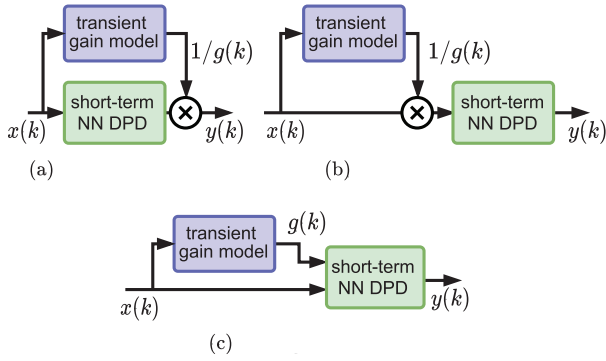 transient
gain model
1/g(k)
short-term
NN DPD
x(k)
y(k)
(a)
transient
gain model
1/g(k)
short-term
NN DPD
x(k)
y(k)
(b)
transient
gain model
g(k)
short-term
NN DPD
x(k)
y(k)
(c)